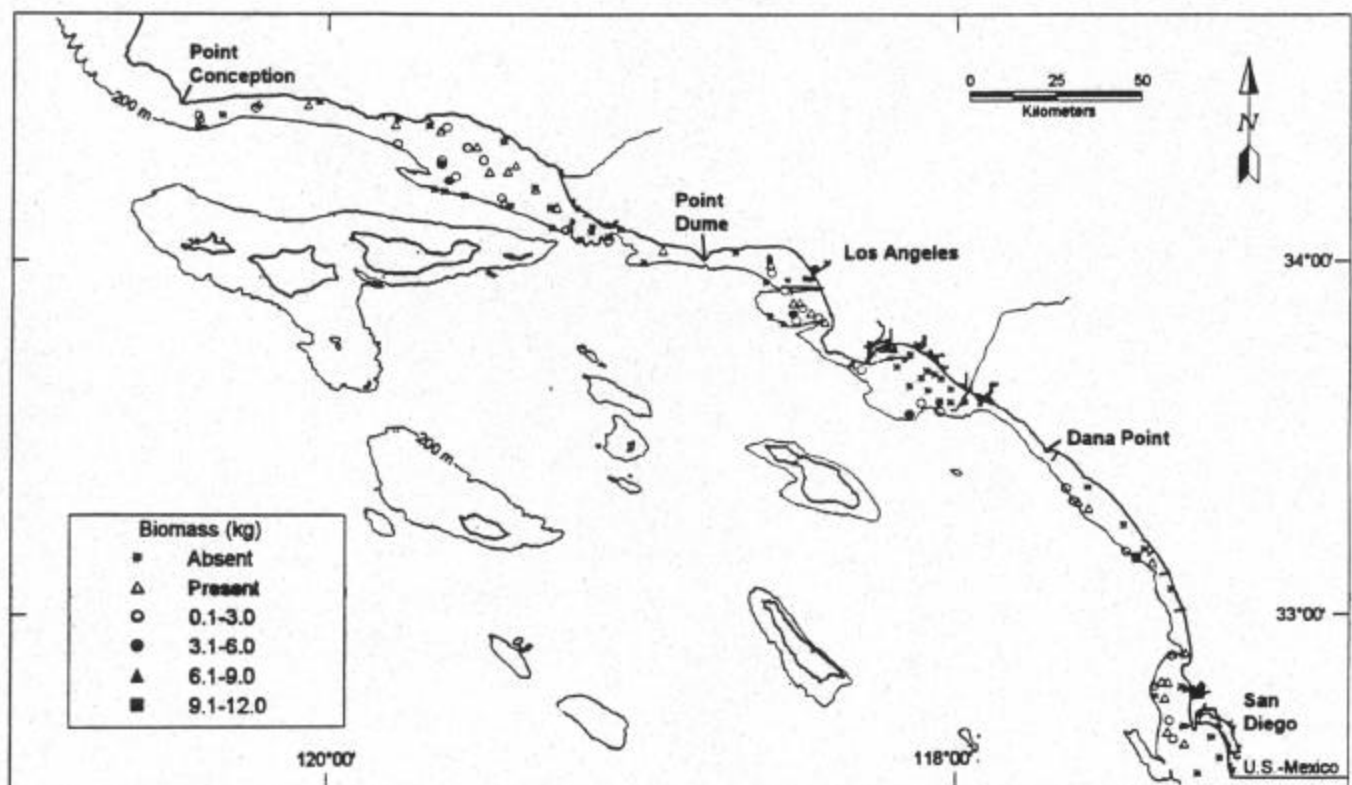 Point
Conception
200 m
0 25 50
Kilometers
N
Point
Dume
Los Angeles
34°00'
200 m
Dana Point
Biomass (kg)
Absent
Present
0.1-3.0
3.1-6.0
6.1-9.0
9.1-12.0
33°00'
San
Diego
120°00'
118°00'
U.S.-Mexico